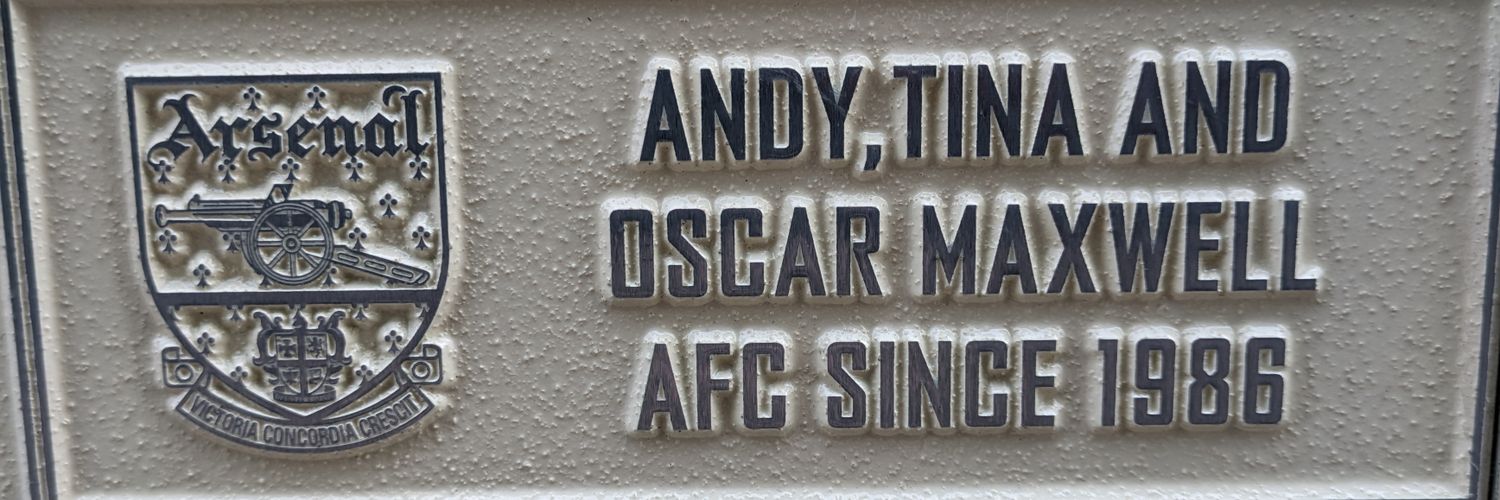 Arsenal
VICTORIA CONCORDIA CRESCIT
ANDY, TINA AND
OSCAR MAXWELL
AFC SINCE 1986